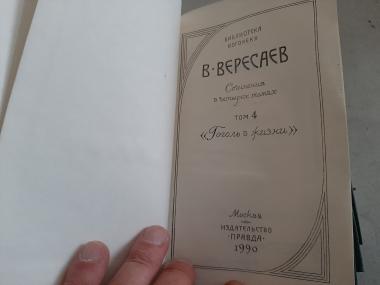 БИБЛИОТЕКА
«ОГОНЕК»
В·ВЕРЕСАЕВ
Сочинения
в четырех томах
ТОМ 4
«Гоголь в жизни»
Москва
ИЗДАТЕЛЬСТВО
·ПРАВДА·
1990